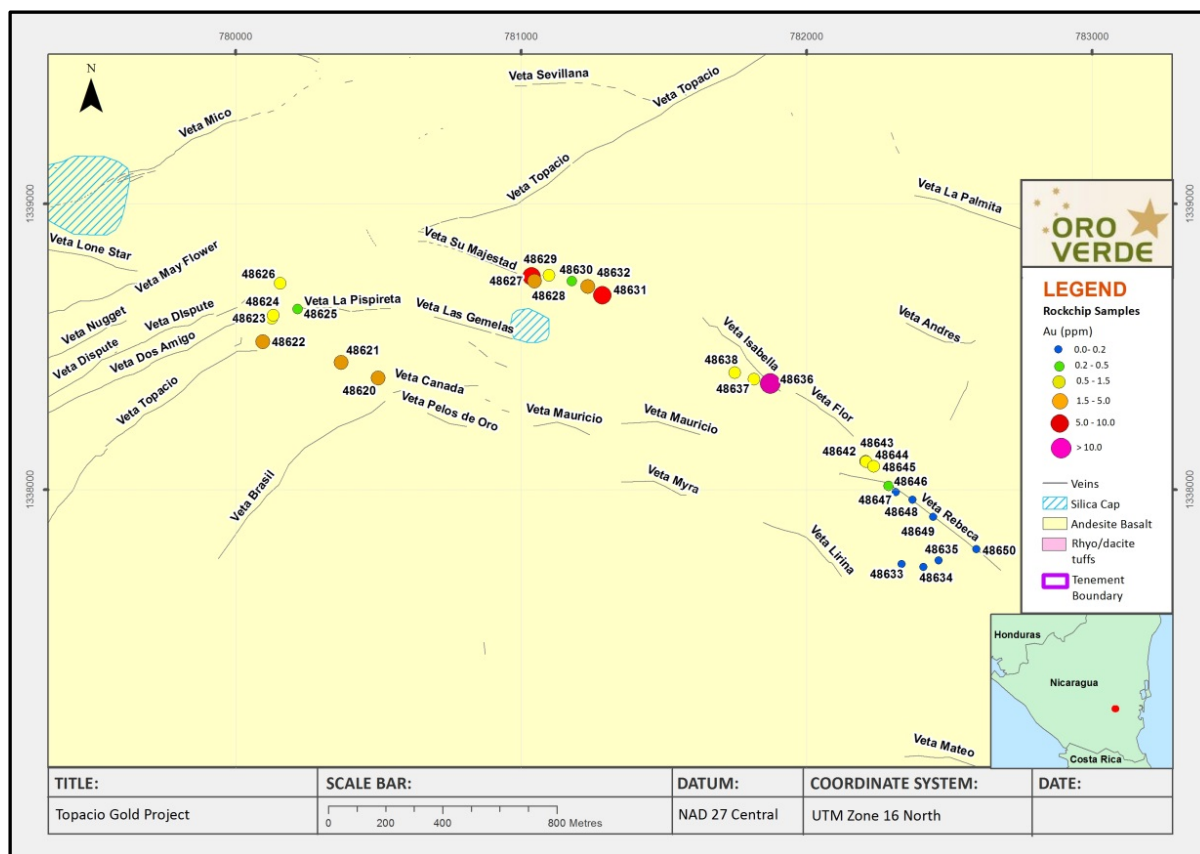 780000
781000
782000
783000
N
Veta Sevillana
Veta Topacio
Veta Mico
Veta Topacio
Veta La Palmita
1339000
1339000
ORO
VERDE
Veta Lone Star
Veta Su Majestad
Veta May Flower
48626
48629
48630
48632
48627
48628
48631
LEGEND
Rockchip Samples
Au (ppm)
0.0- 0.2
0.2 - 0.5
0.5 - 1.5
1.5 - 5.0
5.0 - 10.0
> 10.0
Veins
Silica Cap
Andesite Basalt
Rhyo/dacite
tuffs
Tenement
Boundary
48624
Veta La Pispireta
48623
48625
Veta Las Gemelas
Veta Nugget
Veta DIspute
Veta Dispute
Veta Dos Amigo
48622
48621
48620
Veta Andres
Veta Isabella
48638
48637
48636
Veta Topacio
Veta Canada
Veta Pelos de Oro
Veta Mauricio
Veta Mauricio
Veta Flor
48643
48642
48644
48645
Veta Brasil
Veta Myra
48646
48647
48648
Veta Rebeca
48649
1338000
1338000
Veta Lirina
48635
48650
48633
48634
Honduras
Nicaragua
Costa Rica
Veta Mateo
TITLE:
SCALE BAR:
DATUM:
COORDINATE SYSTEM:
DATE:
Topacio Gold Project
0 200 400 800 Metres
NAD 27 Central
UTM Zone 16 North